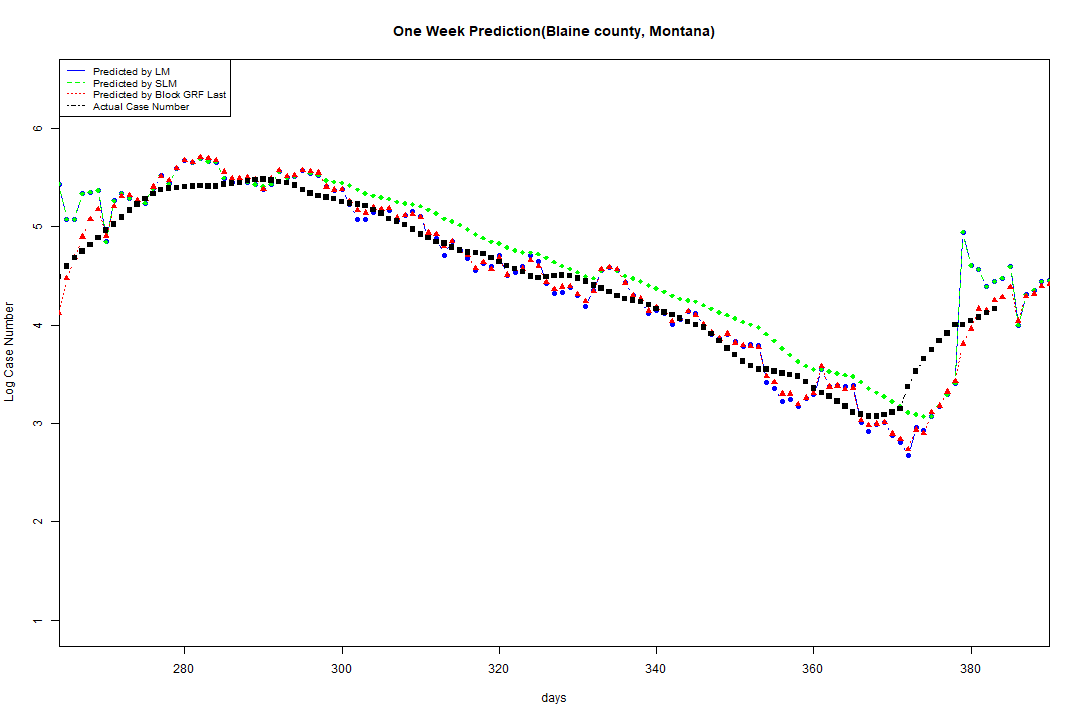 One Week Prediction(Blaine county, Montana)
Predicted by LM
Predicted by SLM
Predicted by Block GRF Last
Actual Case Number
6
5
4
3
2
1
Log Case Number
280 300 320 340 360 380
days